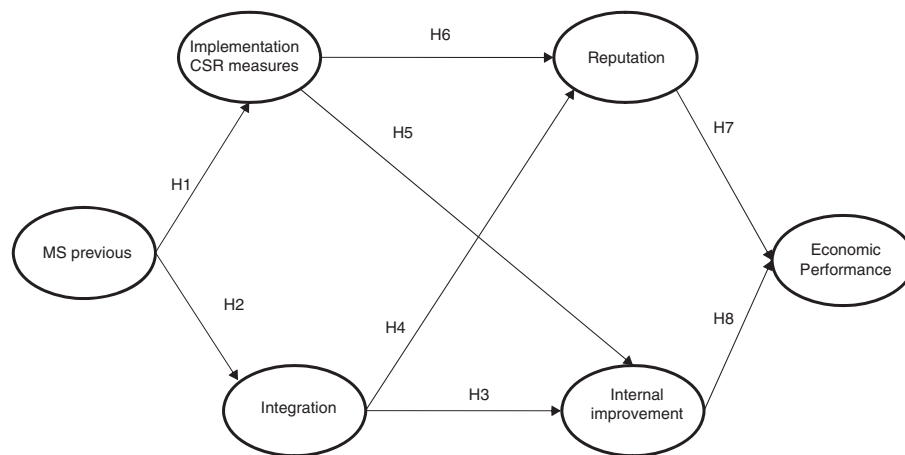 Implementation
CSR measures
H6
Reputation
H5
H7
H1
MS previous
Economic
Performance
H2
H4
H8
Integration
H3
Internal
improvement